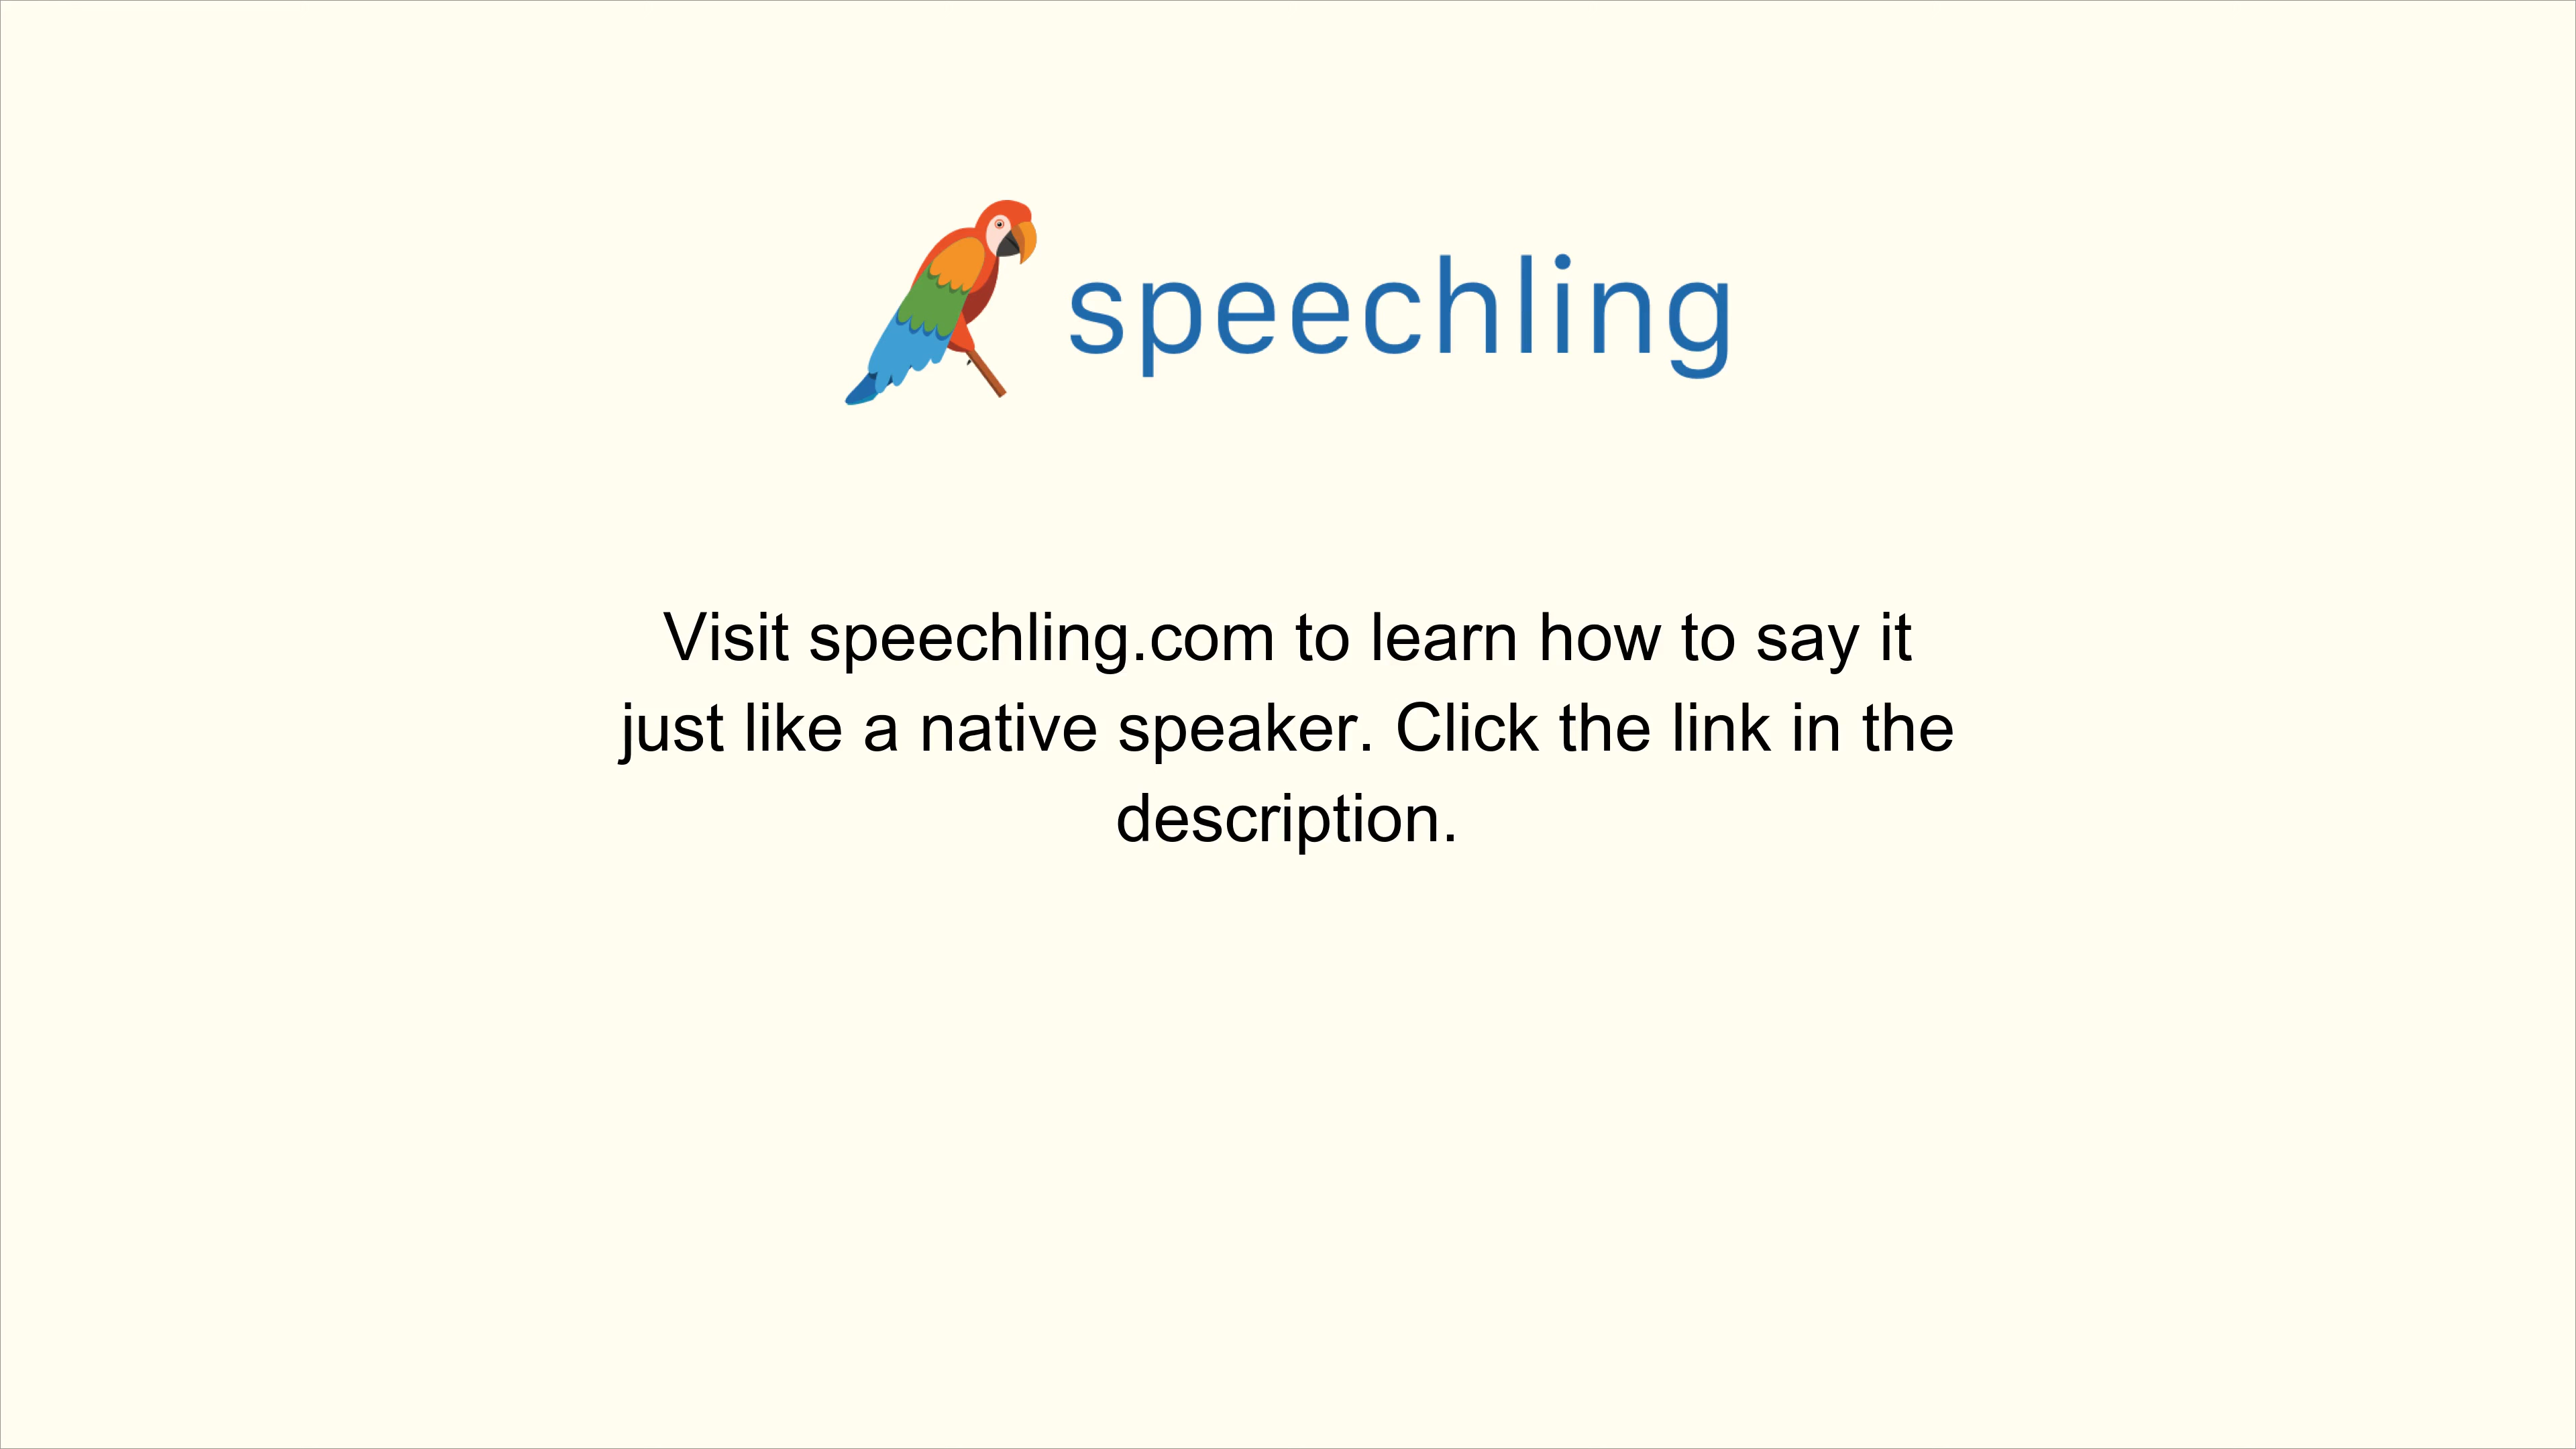 speechling
Visit speechling.com to learn how to say it
just like a native speaker. Click the link in the
description.